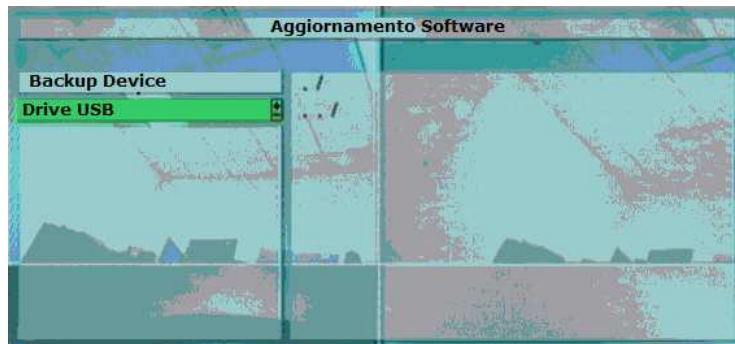 Aggiornamento Software
Backup Device
Drive USB
./
../